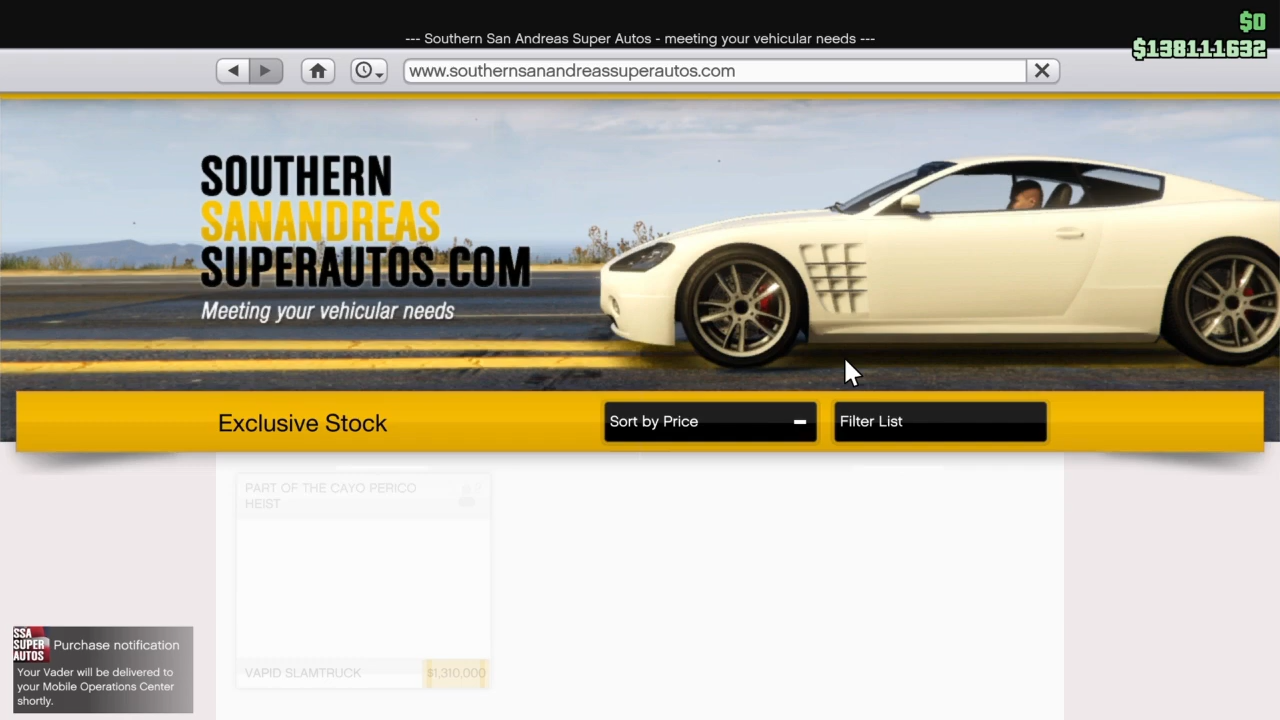 $0
--- Southern San Andreas Super Autos - meeting your vehicular needs ---
$138111632
www.southernsanandreassuperautos.com
SOUTHERN
SANANDREAS
SUPERAUTOS.COM
Meeting your vehicular needs
Exclusive Stock
Sort by Price
Filter List
PART OF THE CAYO PERICO
HEIST
VAPID SLAMTRUCK
$1,310,000
SSA
SUPER
AUTOS
Purchase notification
Your Vader will be delivered to
your Mobile Operations Center
shortly.